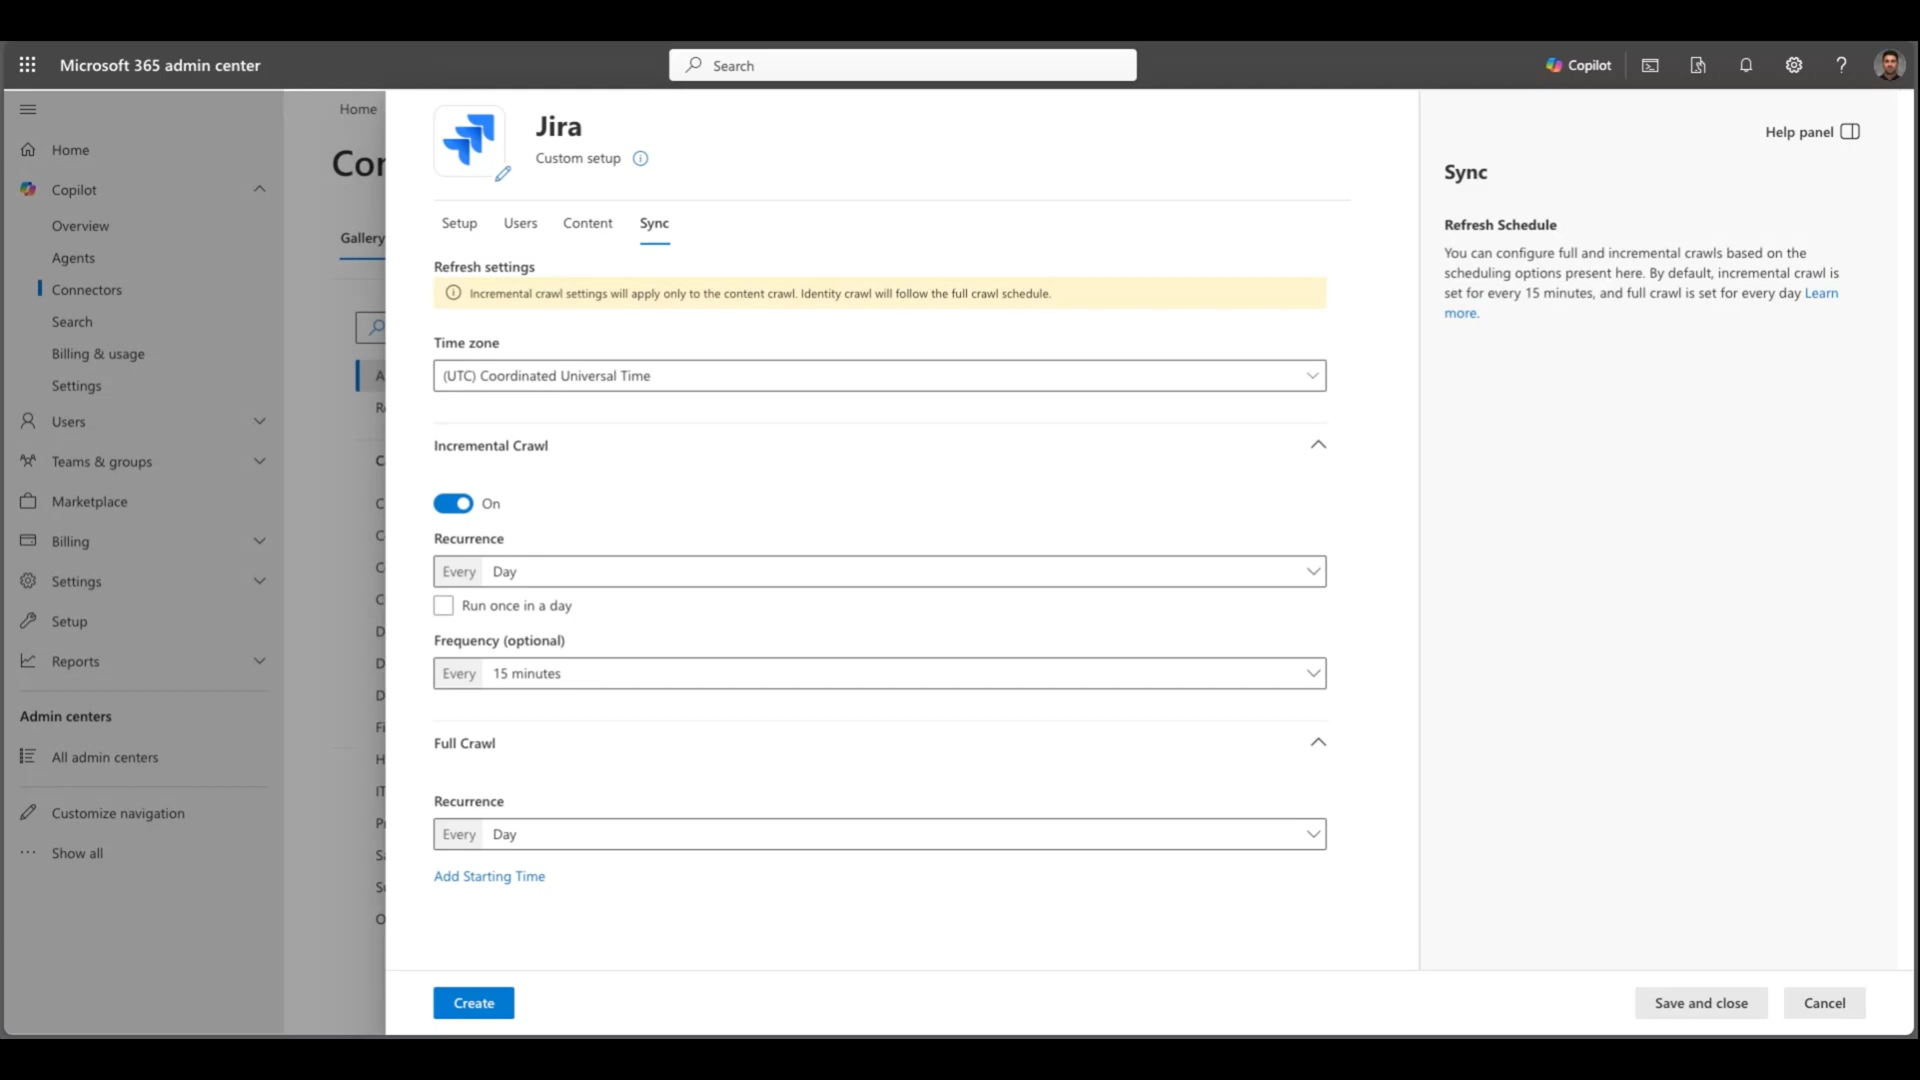 Microsoft 365 admin center
Search
Copilot
Home
Copilot
Overview
Agents
Connectors
Search
Billing & usage
Settings
Users
Teams & groups
Marketplace
Billing
Settings
Setup
Reports
Admin centers
All admin centers
Customize navigation
Show all
Home
Gallery
Jira
Custom setup
Setup
Users
Content
Sync
Refresh settings
Incremental crawl settings will apply only to the content crawl. Identity crawl will follow the full crawl schedule.
Time zone
(UTC) Coordinated Universal Time
Incremental Crawl
On
Recurrence
Every Day
Run once in a day
Frequency (optional)
Every 15 minutes
Full Crawl
Recurrence
Every Day
Add Starting Time
Create
Save and close
Cancel
Help panel
Sync
Refresh Schedule
You can configure full and incremental crawls based on the
scheduling options present here. By default, incremental crawl is
set for every 15 minutes, and full crawl is set for every day Learn
more.